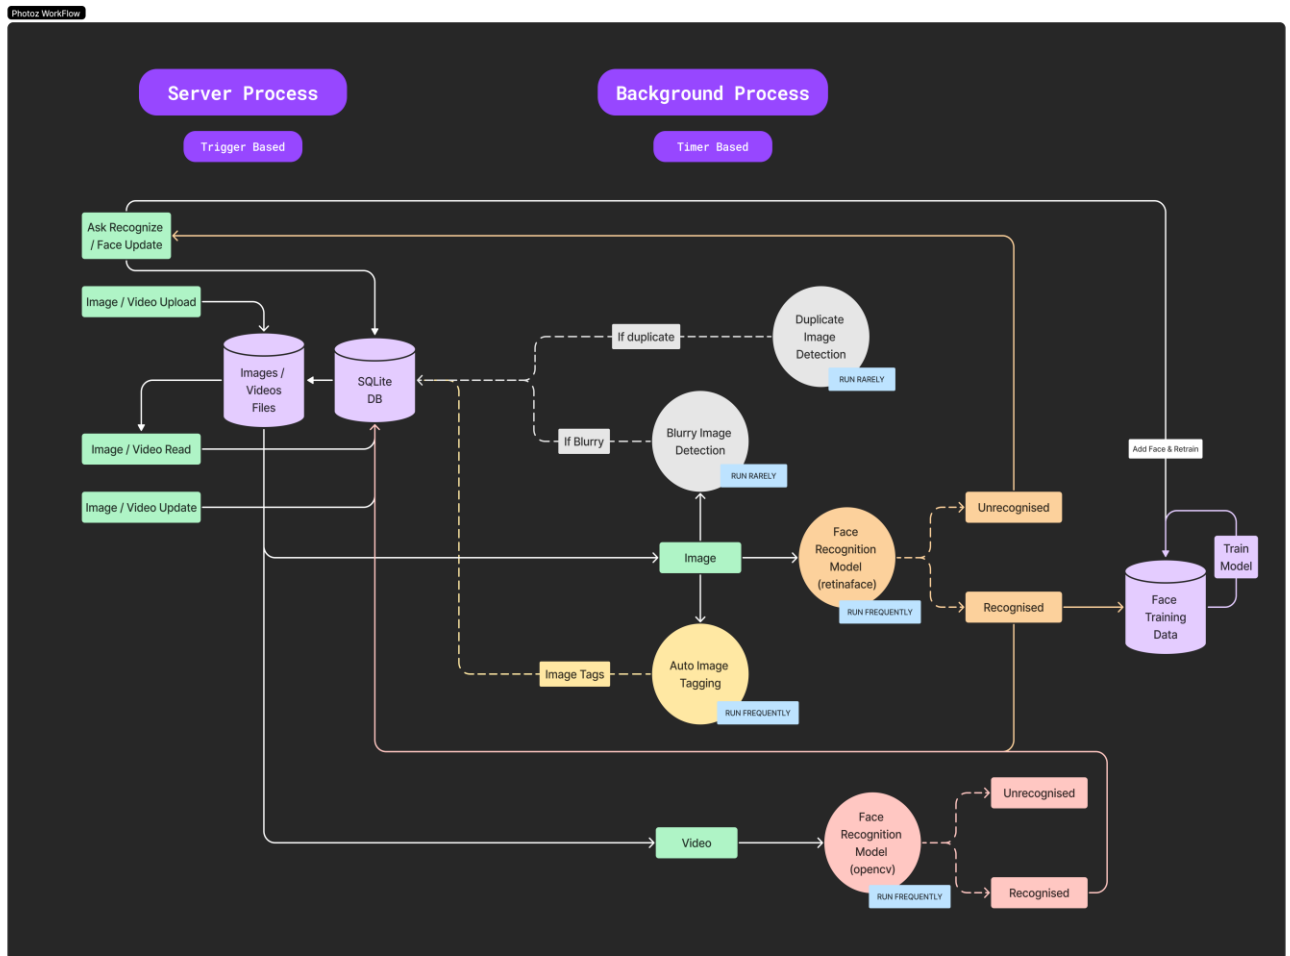 Photoz WorkFlow
Server Process
Background Process
Trigger Based
Timer Based
Ask Recognize
/ Face Update
Image / Video Upload
Duplicate
Image
Detection
If duplicate
RUN RARELY
Images /
Videos
Files
SQLite
DB
Blurry Image
Detection
If Blurry
RUN RARELY
Image / Video Read
Add Face & Retrain
Image / Video Update
Unrecognised
Face
Recognition
Model
(retinaface)
RUN FREQUENTLY
Image
Train
Model
Recognised
Face
Training
Data
Image Tags
Auto Image
Tagging
RUN FREQUENTLY
Unrecognised
Face
Recognition
Model
(opencv)
RUN FREQUENTLY
Video
Recognised